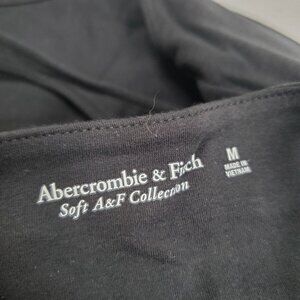 Abercrombie & Fitch
Soft A&F Collection
M
MADE IN
VIETNAM